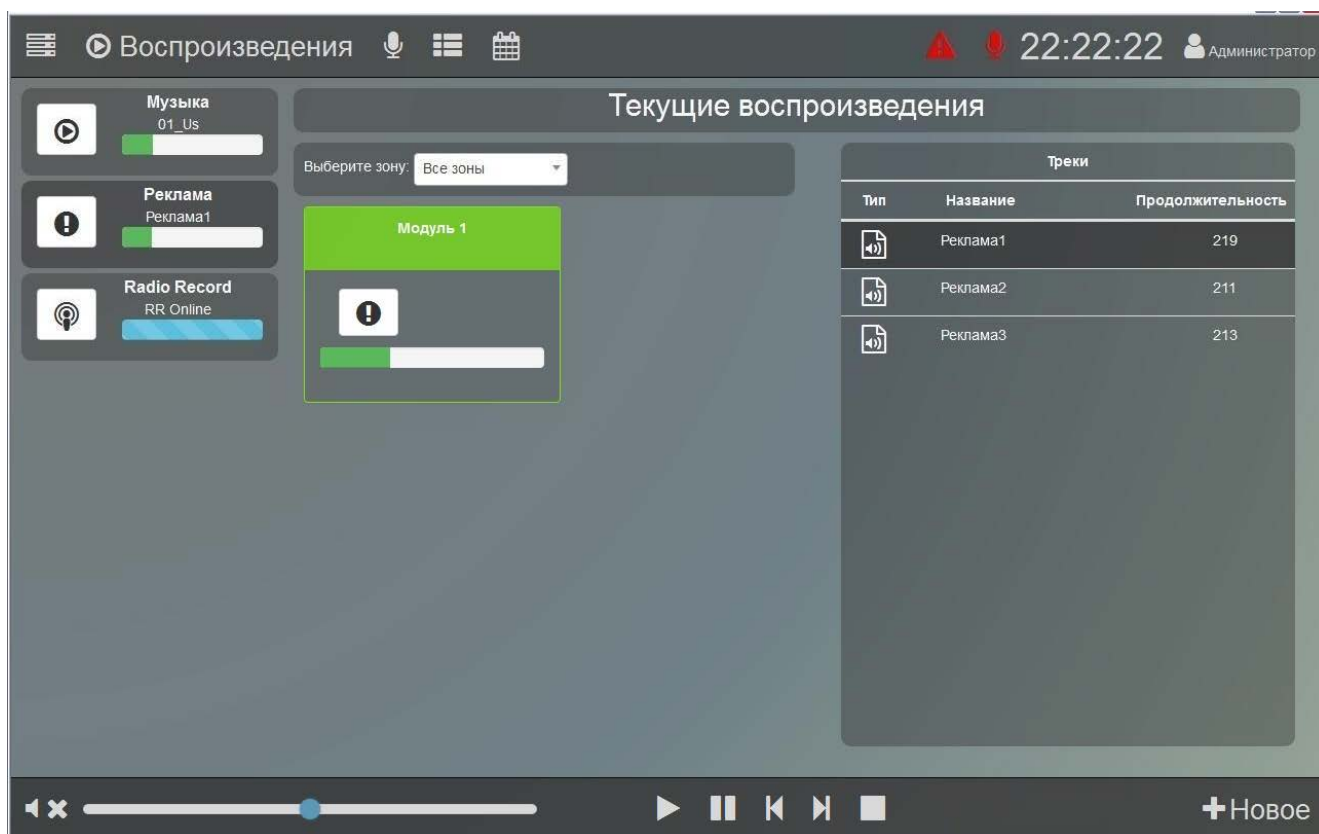 Воспроизведения
22:22:22
Администратор
Музыка
01_Us
Реклама
Реклама1
Radio Record
RR Online
Текущие воспроизведения
Выберите зону: Все зоны
Модуль 1
Треки
Тип Название Продолжительность
Реклама1 219
Реклама2 211
Реклама3 213
Новое